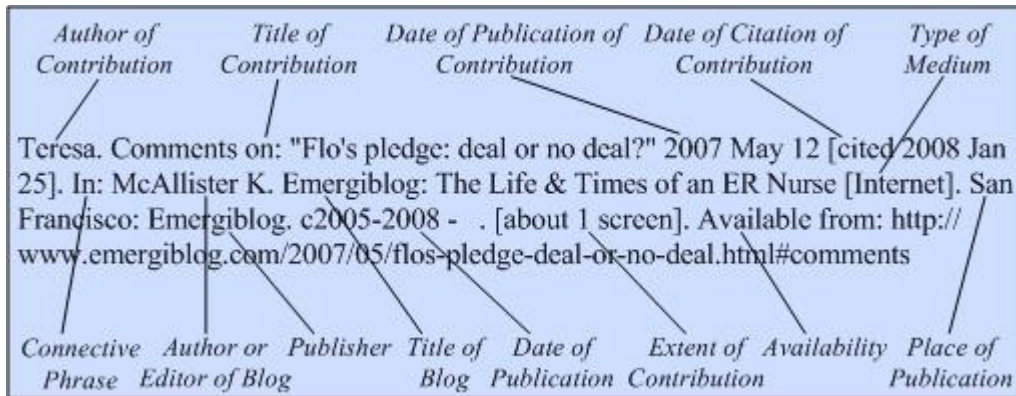 Author of Title of Date of Publication of Date of Citation of Type of
Contribution Contribution Contribution Contribution Medium
Teresa. Comments on: "Flo's pledge: deal or no deal?" 2007 May 12 [cited 2008 Jan
25]. In: McAllister K. Emergiblog: The Life & Times of an ER Nurse [Internet]. San
Francisco: Emergiblog. c2005-2008 - . [about 1 screen]. Available from: http://
www.emergiblog.com/2007/05/flos-pledge-deal-or-no-deal.html#comments
Connective Author or Publisher Title of Date of Extent of Availability Place of
Phrase Editor of Blog Blog Publication Contribution Publication